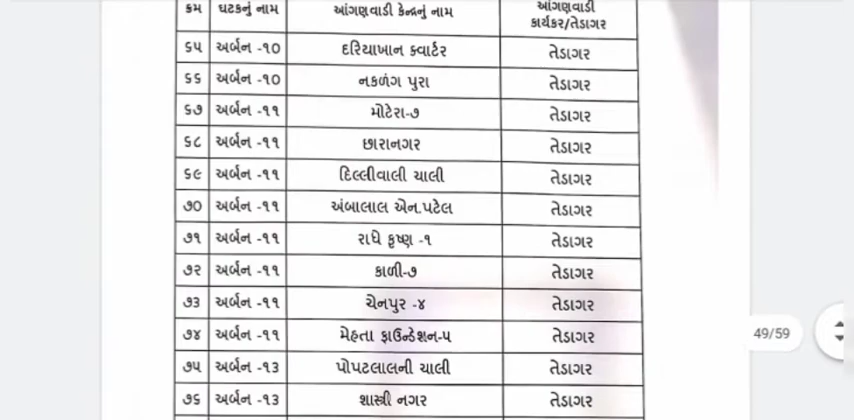 ક્રમ ઘટકનું નામ આંગણવાડી કેન્દ્રનું નામ આંગણવાડી કાર્યકર/તેડાગર
૬૫ અર્બન -૧૦ દરિયાખાન ક્વાર્ટર તેડાગર
૬૬ અર્બન -૧૦ નકળંગ પુરા તેડાગર
૬૭ અર્બન -૧૧ મોટેરા-૭ તેડાગર
૬૮ અર્બન -૧૧ છારાનગર તેડાગર
૬૯ અર્બન -૧૧ દિલ્લીવાલી ચાલી તેડાગર
૭૦ અર્બન -૧૧ અંબાલાલ એન.પટેલ તેડાગર
૭૧ અર્બન -૧૧ રાધે કૃષ્ણ -૧ તેડાગર
૭૨ અર્બન -૧૧ કાળી-૭ તેડાગર
૭૩ અર્બન -૧૧ ચેનપુર -૪ તેડાગર
૭૪ અર્બન -૧૧ મેહતા ફાઉન્ડેશન-૫ તેડાગર
૭૫ અર્બન -૧૩ પોપટલાલની ચાલી તેડાગર
૭૬ અર્બન -૧૩ શાસ્ત્રી નગર તેડાગર
49/59